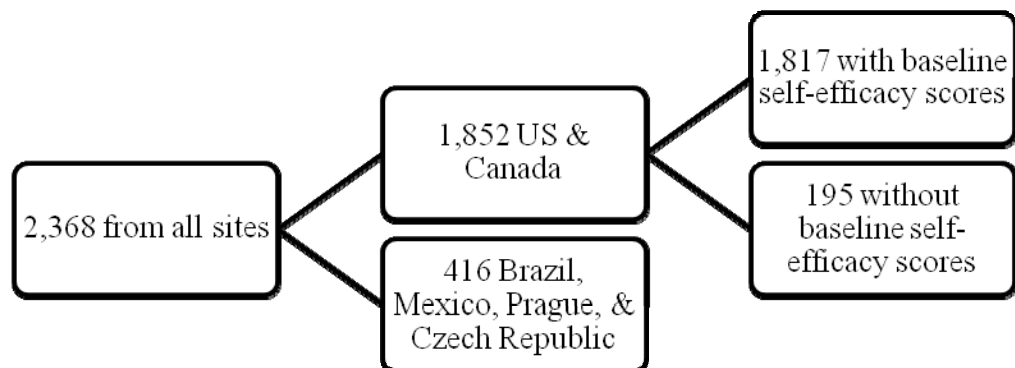 2,368 from all sites
1,852 US &
Canada
416 Brazil,
Mexico, Prague, &
Czech Republic
1,817 with baseline
self-efficacy scores
195 without
baseline self-
efficacy scores